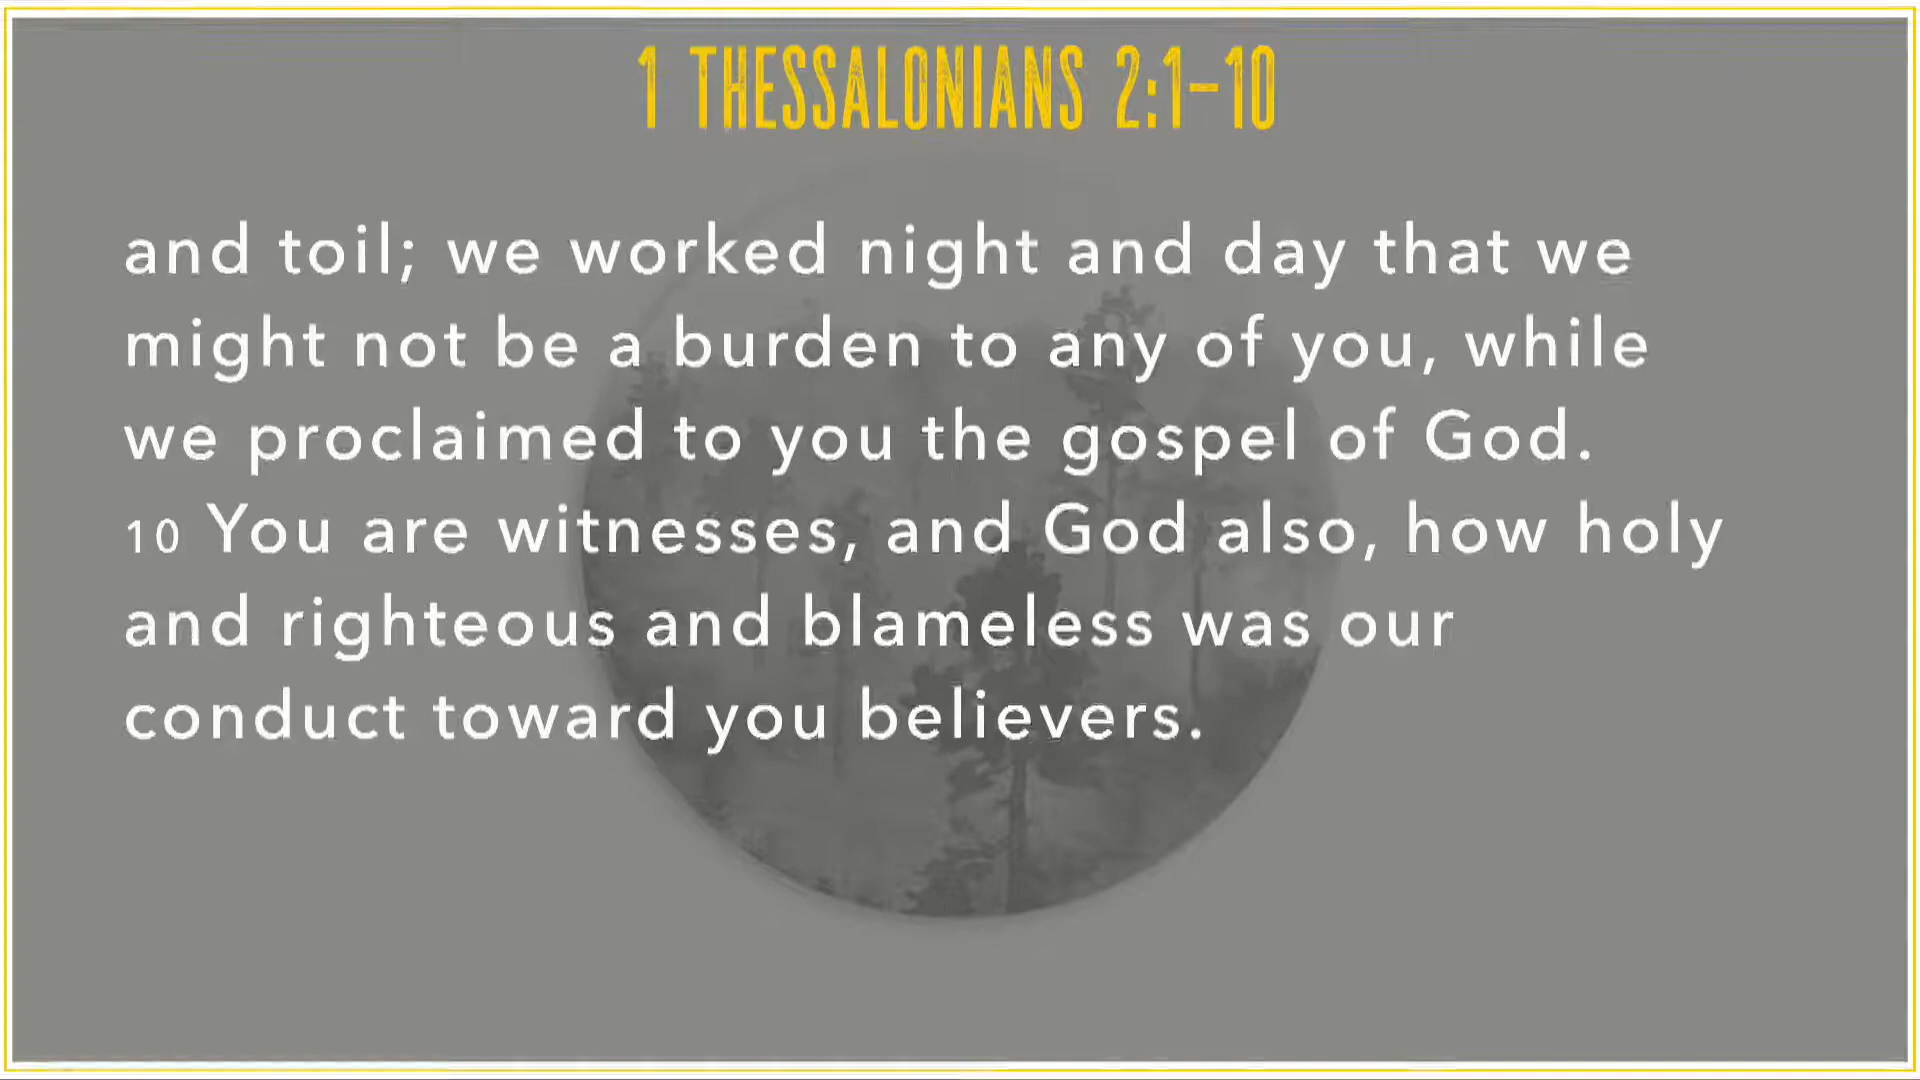 1 THESSALONIANS 2:1–10
and toil; we worked night and day that we
might not be a burden to any of you, while
we proclaimed to you the gospel of God.
10 You are witnesses, and God also, how holy
and righteous and blameless was our
conduct toward you believers.